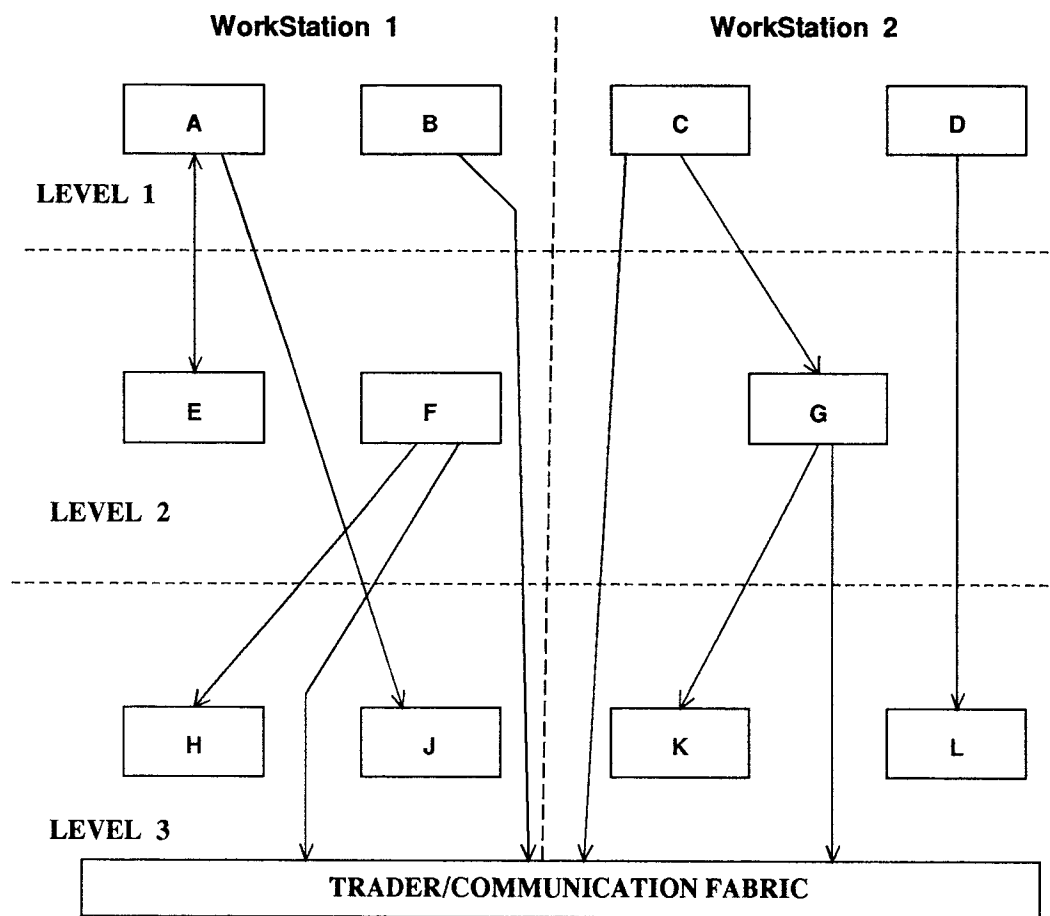 WorkStation 1
WorkStation 2
A
B
C
D
LEVEL 1
E
F
G
LEVEL 2
H
J
K
L
LEVEL 3
TRADER/COMMUNICATION FABRIC